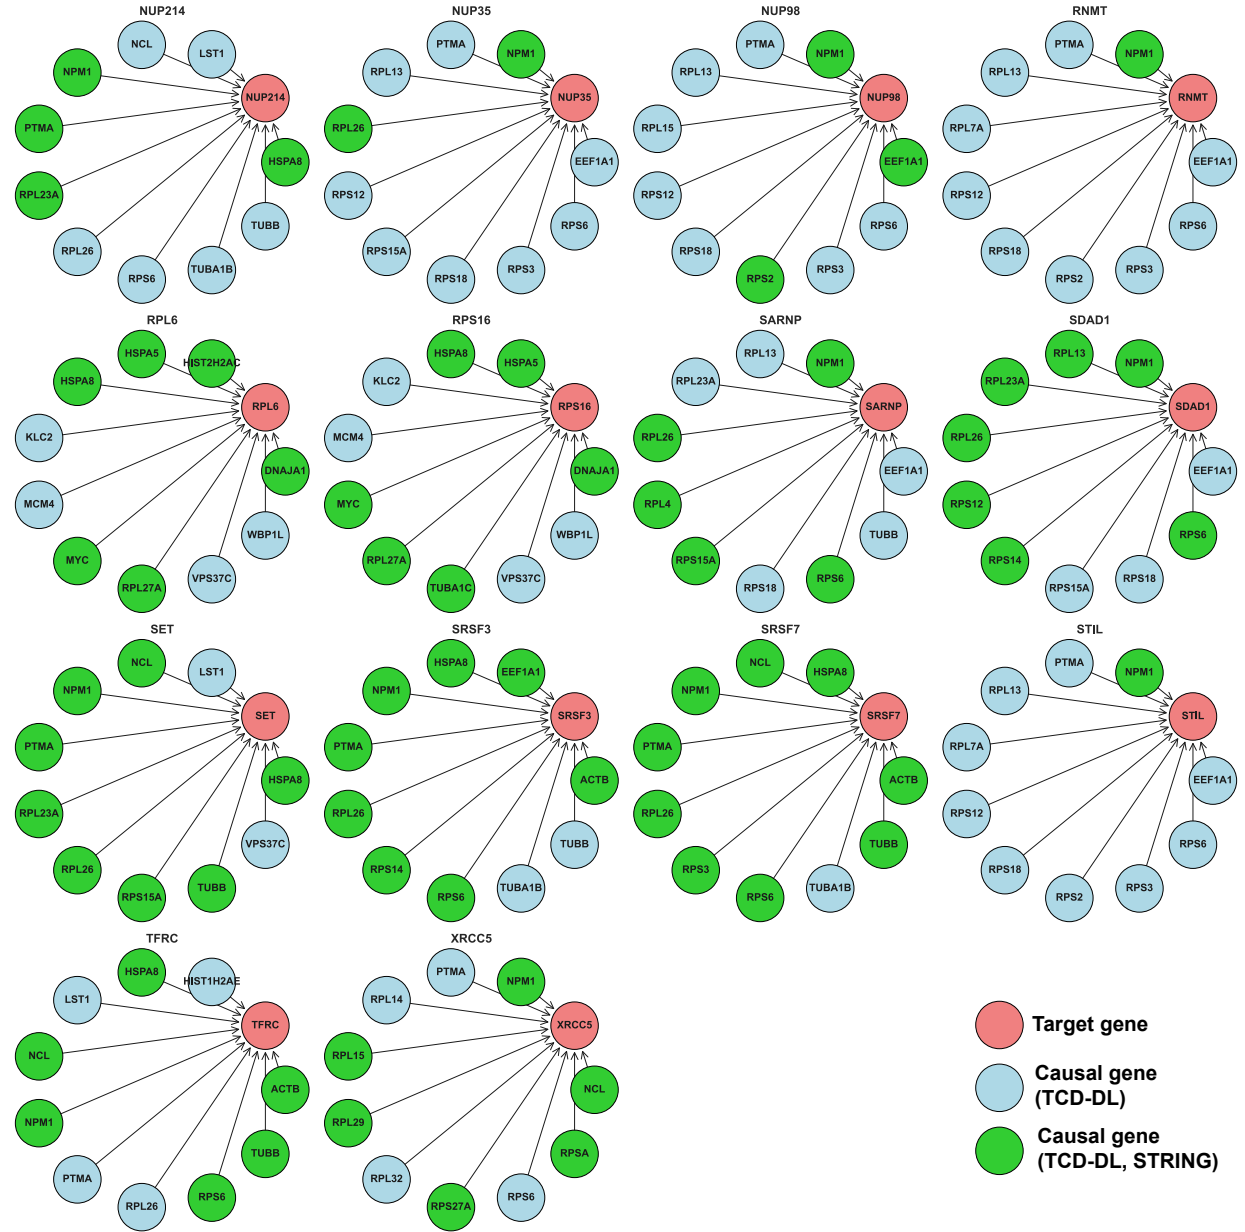 NUP214
NCL
LST1
NPM1
NUP214
PTMA
HSPA8
RPL23A
TUBB
RPL26
TUBA1B
RPS6
NUP35
PTMA
NPM1
RPL13
NUP35
RPL26
EEF1A1
RPS12
RPS6
RPS15A
RPS3
RPS18
NUP98
PTMA
NPM1
RPL13
NUP98
RPL15
EEF1A1
RPS12
RPS6
RPS18
RPS3
RPS2
RNMT
PTMA
NPM1
RPL13
RNMT
RPL7A
EEF1A1
RPS12
RPS6
RPS18
RPS3
RPS2
RPL6
HSPA5
HIST2H2AC
HSPA8
RPL6
KLC2
DNAJA1
MCM4
WBP1L
MYC
VPS37C
RPL27A
RPS16
HSPA8
HSPA5
KLC2
RPS16
MCM4
DNAJA1
MYC
WBP1L
RPL27A
VPS37C
TUBA1C
SARNP
RPL13
NPM1
RPL23A
SARNP
RPL26
EEF1A1
RPL4
TUBB
RPS15A
RPS6
RPS18
SDAD1
RPL13
NPM1
RPL23A
SDAD1
RPL26
EEF1A1
RPS12
RPS6
RPS14
RPS18
RPS15A
SET
NCL
LST1
NPM1
SET
PTMA
HSPA8
RPL23A
VPS37C
RPL26
TUBB
RPS15A
SRSF3
HSPA8
EEF1A1
NPM1
SRSF3
PTMA
ACTB
RPL26
TUBB
RPS14
TUBA1B
RPS6
SRSF7
NCL
HSPA8
NPM1
SRSF7
PTMA
ACTB
RPL26
TUBB
RPS3
TUBA1B
RPS6
STIL
PTMA
NPM1
RPL13
STIL
RPL7A
EEF1A1
RPS12
RPS6
RPS18
RPS3
RPS2
TFRC
HSPA8
HIST1H2AE
LST1
TFRC
NCL
ACTB
NPM1
TUBB
PTMA
RPS6
RPL26
XRCC5
PTMA
NPM1
RPL14
XRCC5
RPL15
NCL
RPL29
RPSA
RPL32
RPS6
RPS27A
Target gene
Causal gene
(TCD-DL)
Causal gene
(TCD-DL, STRING)